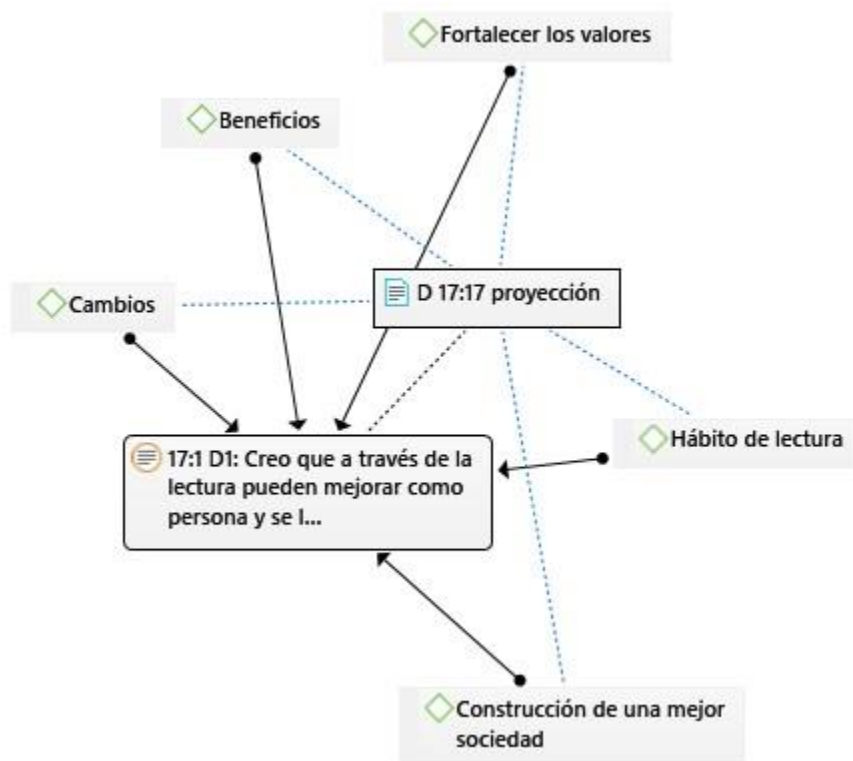 Fortalecer los valores
Beneficios
D 17:17 proyección
Cambios
17:1 D1: Creo que a través de la
lectura pueden mejorar como
persona y se l...
Hábito de lectura
Construcción de una mejor
sociedad